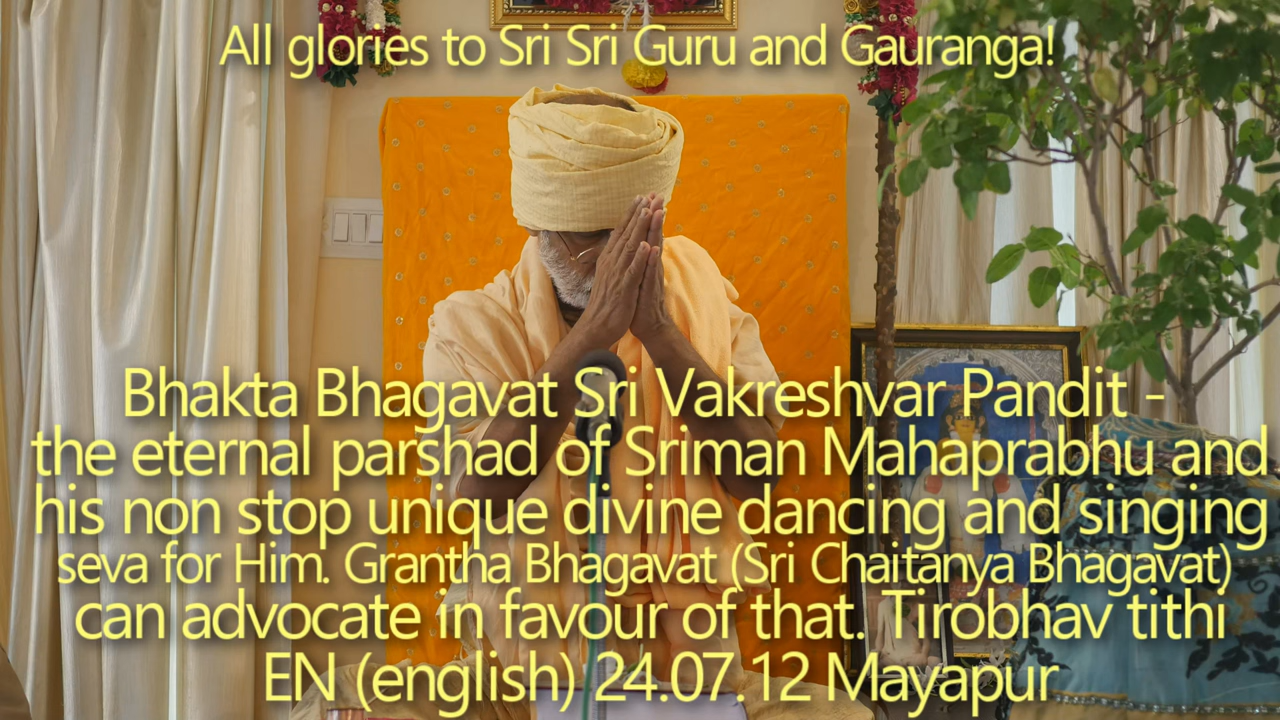 All glories to Sri Sri Guru and Gauranga!
Bhakta Bhagavat Sri Vakreshvar Pandit -
the eternal parshad of Sriman Mahaprabhu and
his non stop unique divine dancing and singing
seva for Him. Grantha Bhagavat (Sri Chaitanya Bhagavat)
can advocate in favour of that. Tirobhav tithi
EN (english) 24.07.12 Mayapur